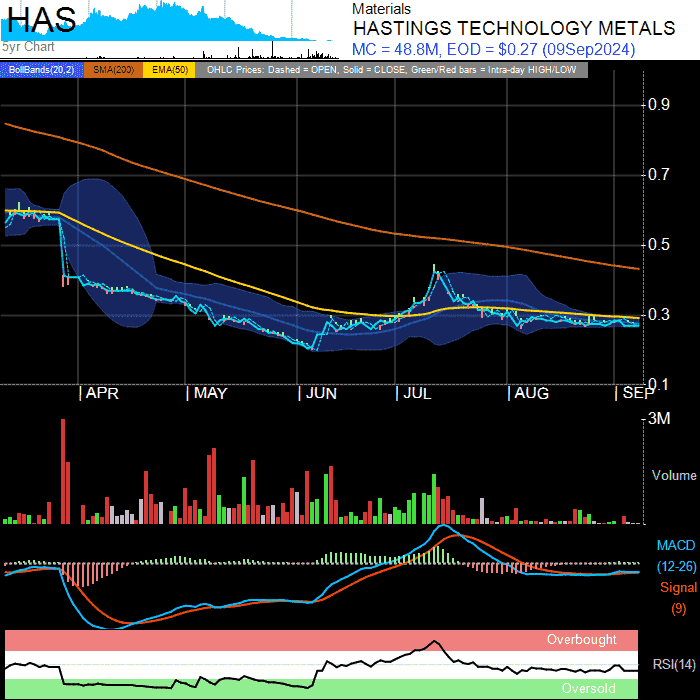 HAS
5yr Chart
Materials
HASTINGS TECHNOLOGY METALS
MC = 48.8M, EOD = $0.27 (09Sep2024)
BollBands(20,2) SMA(200) EMA(50) OHLC Prices: Dashed = OPEN, Solid = CLOSE, Green/Red bars = Intra-day HIGH/LOW
0.9
0.7
0.5
0.3
0.1
APR MAY JUN JUL AUG SEP
3M
Volume
MACD
(12-26)
Signal
(9)
Overbought
RSI(14)
Oversold